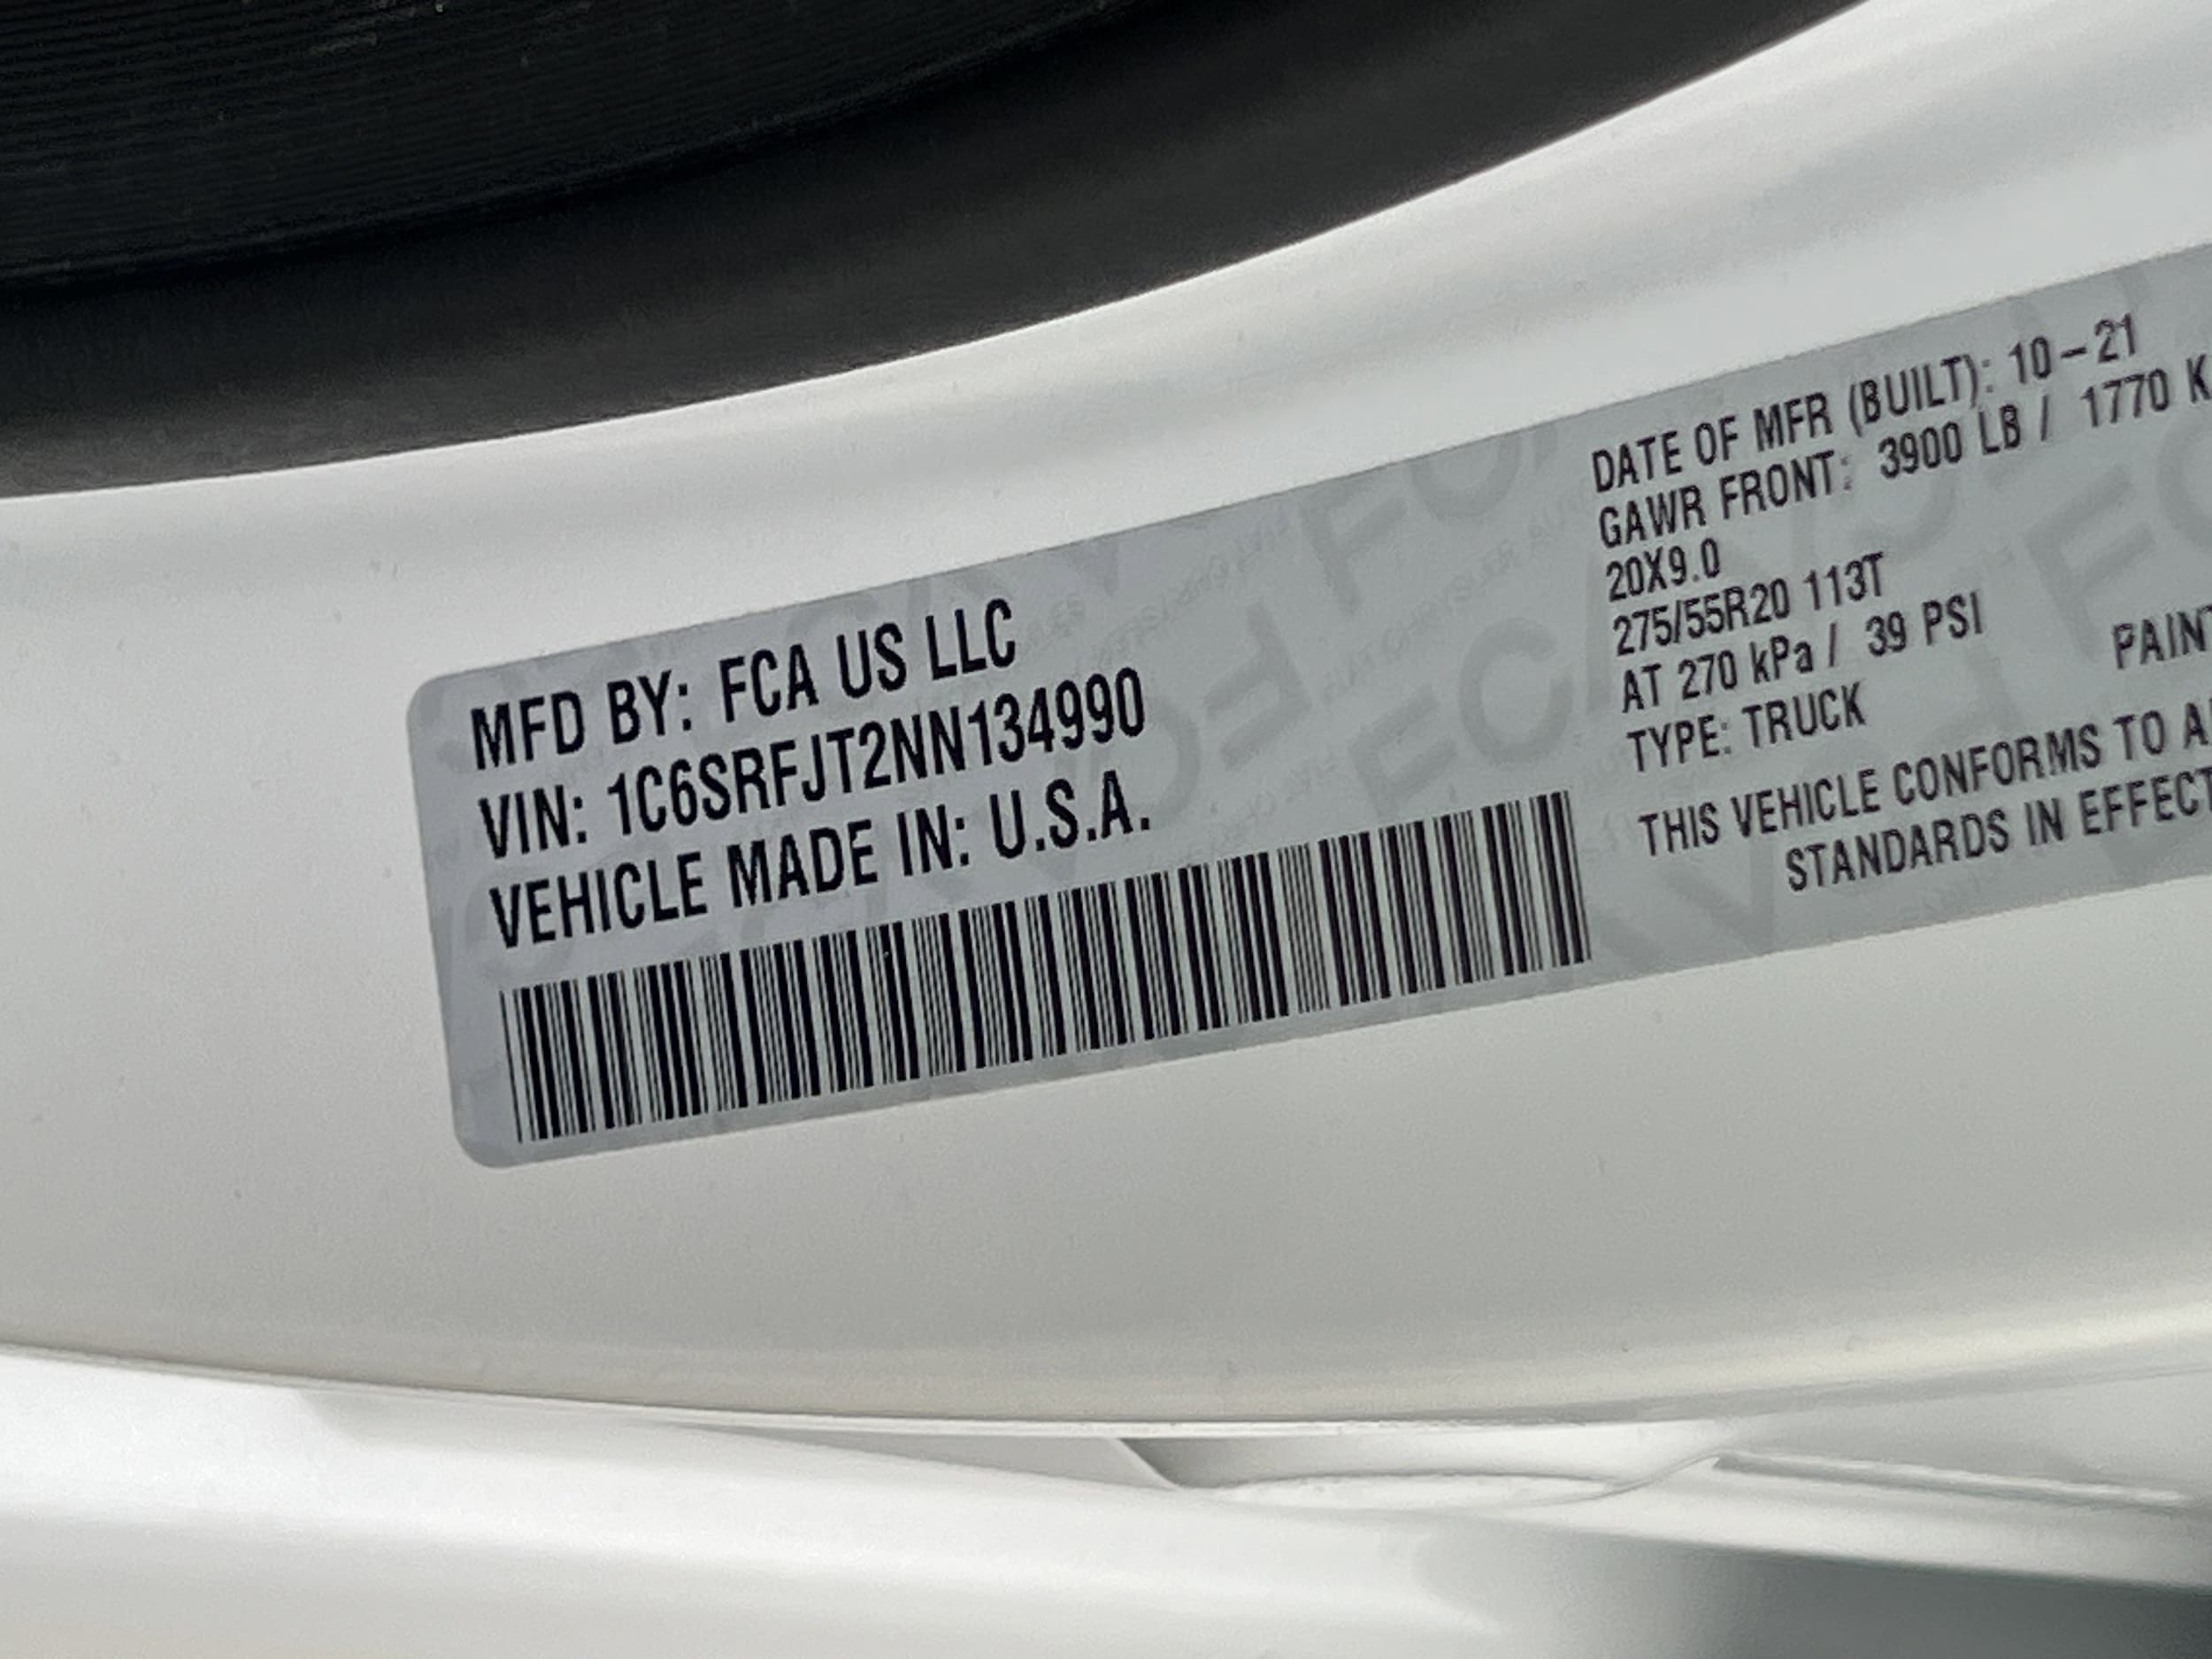 MFD BY: FCA US LLC
VIN: 1C6SRFJT2NN134990
VEHICLE MADE IN: U.S.A.
DATE OF MFR (BUILT): 10-21
GAWR FRONT: 3900 LB / 1770 K
20X9.0
275/55R20 113T
AT 270 kPa / 39 PSI
TYPE: TRUCK
PAINT
THIS VEHICLE CONFORMS TO A
STANDARDS IN EFFECT